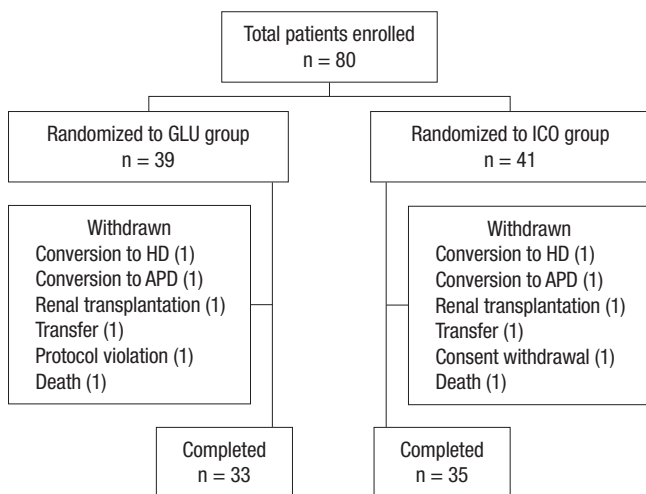 Total patients enrolled
n = 80
Randomized to GLU group
n = 39
Randomized to ICO group
n = 41
Withdrawn
Conversion to HD (1)
Conversion to APD (1)
Renal transplantation (1)
Transfer (1)
Protocol violation (1)
Death (1)
Withdrawn
Conversion to HD (1)
Conversion to APD (1)
Renal transplantation (1)
Transfer (1)
Consent withdrawal (1)
Death (1)
Completed
n = 33
Completed
n = 35